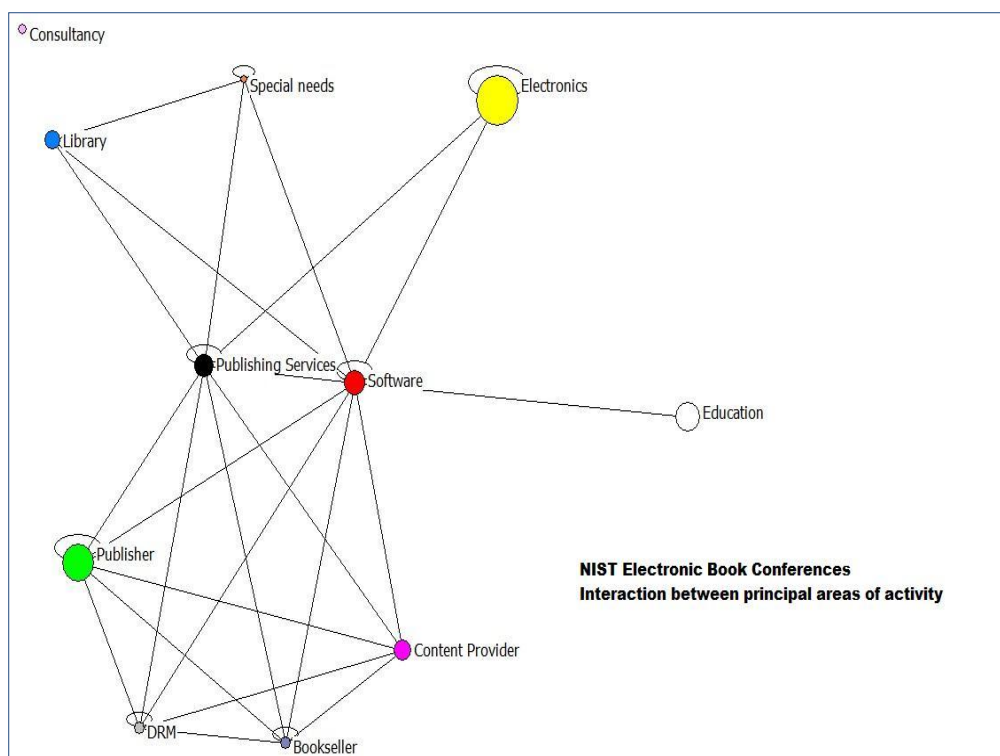 Consultancy
Special needs
Electronics
Library
Publishing Services
Software
Education
Publisher
NIST Electronic Book Conferences
Interaction between principal areas of activity
Content Provider
DRM
Bookseller